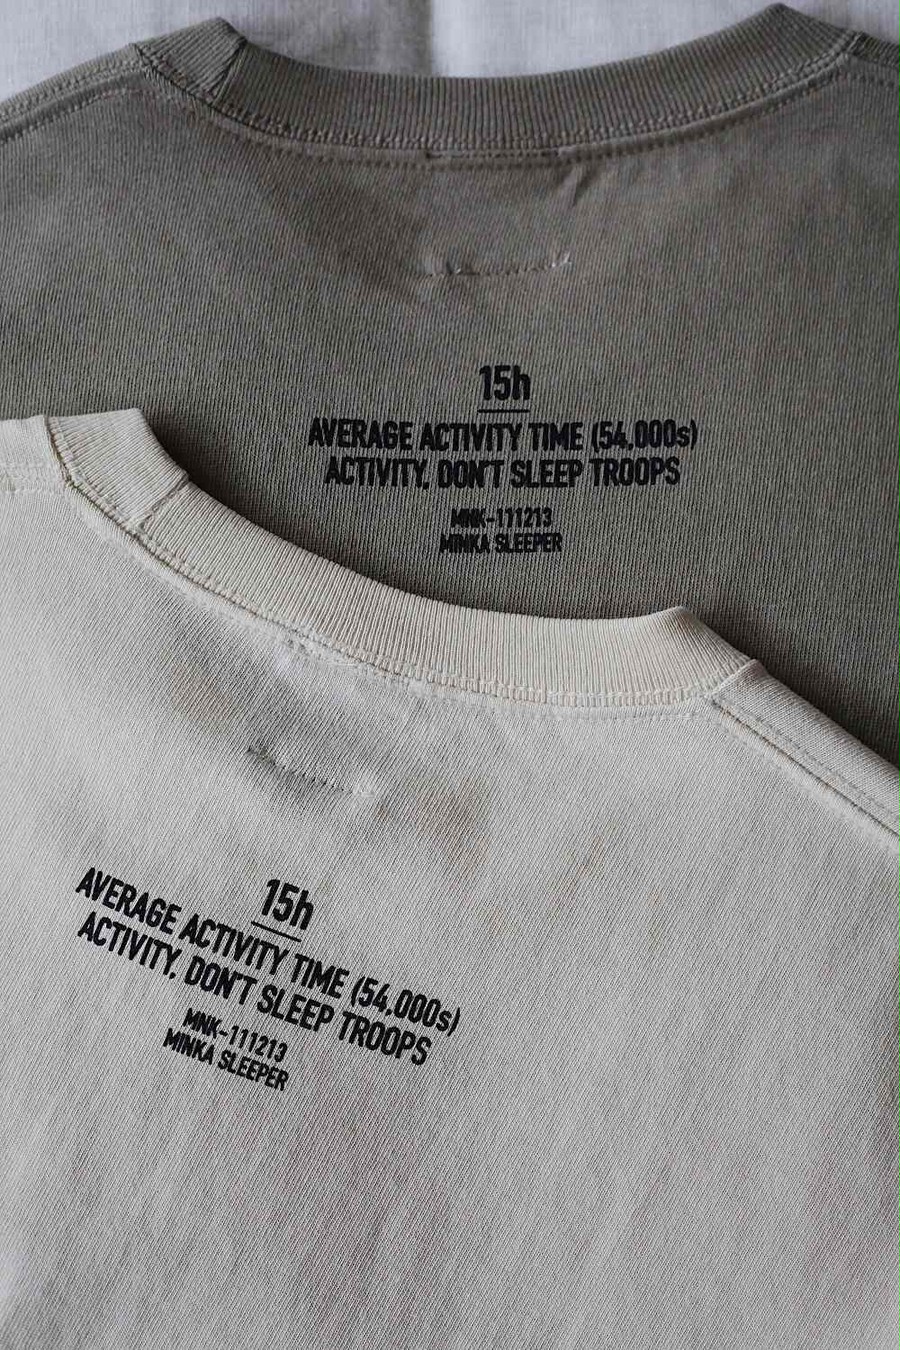 15h
AVERAGE ACTIVITY TIME (54,000s)
ACTIVITY, DON'T SLEEP TROOPS
MNK-111213
MINKA SLEEPER
15h
AVERAGE ACTIVITY TIME (54,000s)
ACTIVITY, DON'T SLEEP TROOPS
MNK-111213
MINKA SLEEPER